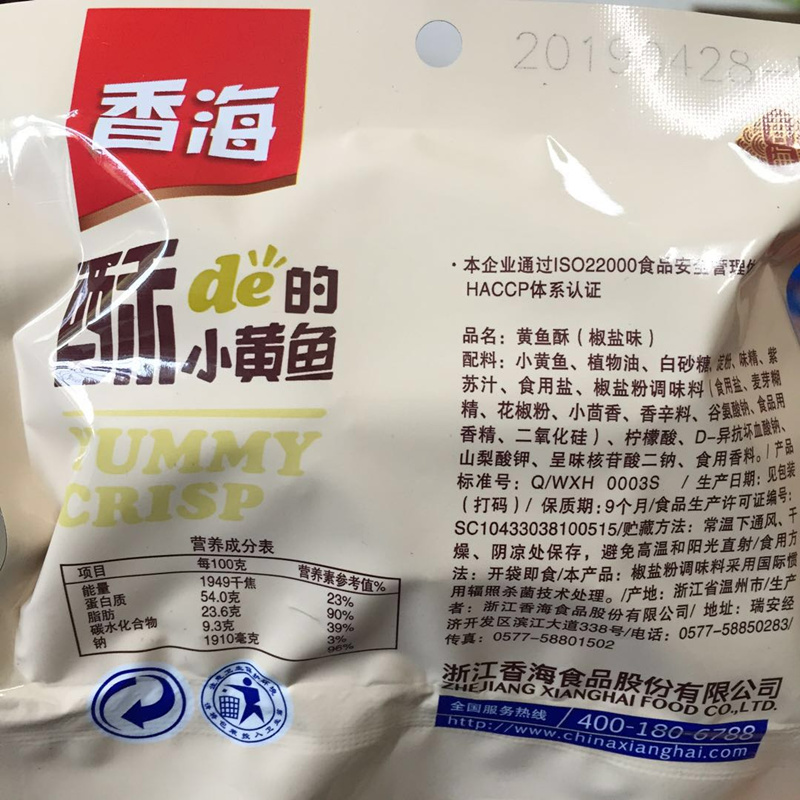 20190428
香海
酥de的
小黄鱼
YUMMY
CRISP
·本企业通过ISO22000食品安全管理
HACCP体系认证
品名：黄鱼酥（椒盐味）
配料：小黄鱼、植物油、白砂糖、淀粉、味精、紫
苏汁、食用盐、椒盐粉调味料（食用盐、麦芽糊
精、花椒粉、小茴香、香辛料、谷氨酸钠、食品用
香精、二氧化硅）、柠檬酸、D-异抗坏血酸钠、
山梨酸钾、呈味核苷酸二钠、食用香料。/产品
标准号：Q/WXH 0003S /生产日期：见包装
（打码）/ 保质期：9个月/食品生产许可证编号：
SC10433038100515/贮藏方法：常温下通风、干
燥、阴凉处保存，避免高温和阳光直射/食用方
法：开袋即食/本产品：椒盐粉调味料采用国际惯
用辐照杀菌技术处理。/产地：浙江省温州市/生产
者：浙江香海食品股份有限公司/ 地址：瑞安经
济开发区滨江大道338号/电话：0577-58850283/
传真：0577-58801502
营养成分表
项目 每100克 营养素参考值%
能量 1949千焦 23%
蛋白质 54.0克 90%
脂肪 23.6克 39%
碳水化合物 9.3克 3%
钠 1910毫克 96%
浙江香海食品股份有限公司
ZHEJIANG XIANGHAI FOOD CO.,LTD.
全国服务热线 / 400-180-6788
http://www.chinaxianghai.com